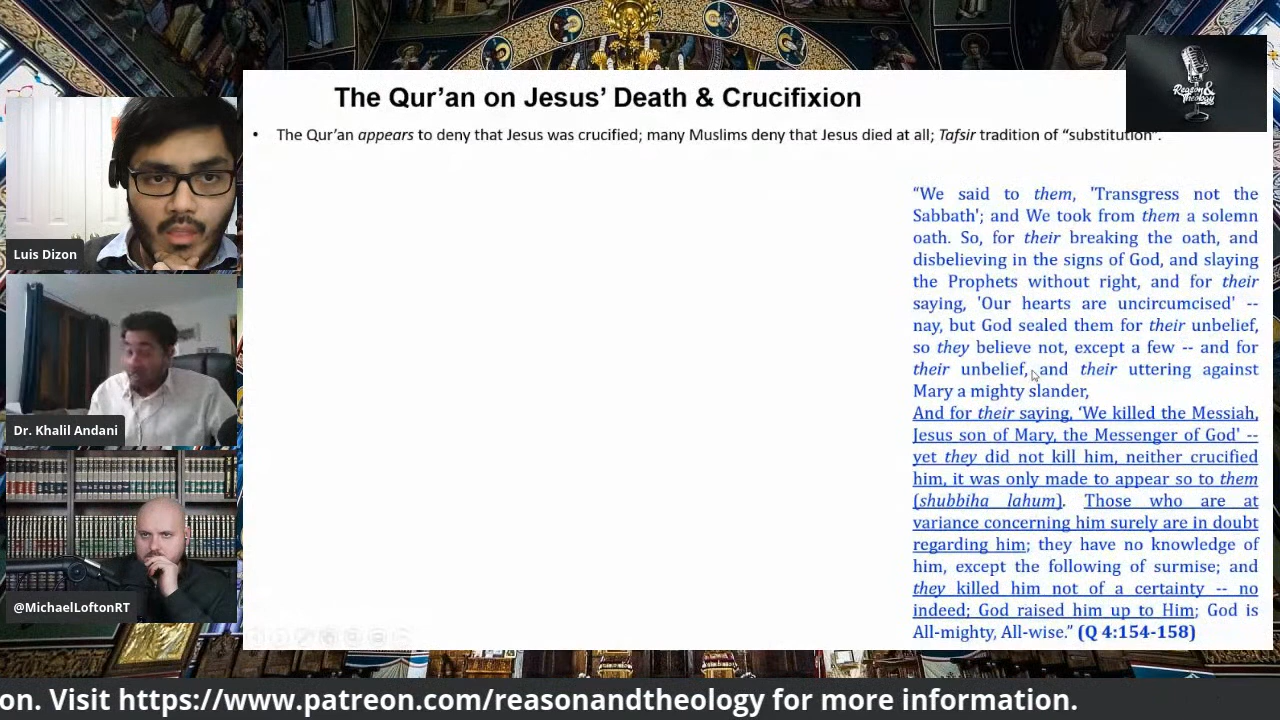 The Qur’an on Jesus’ Death & Crucifixion
Reason &
Theology
• The Qur’an appears to deny that Jesus was crucified; many Muslims deny that Jesus died at all; Tafsir tradition of “substitution”.
“We said to them, 'Transgress not the
Sabbath'; and We took from them a solemn
oath. So, for their breaking the oath, and
disbelieving in the signs of God, and slaying
the Prophets without right, and for their
saying, 'Our hearts are uncircumcised' --
nay, but God sealed them for their unbelief,
so they believe not, except a few -- and for
their unbelief, and their uttering against
Mary a mighty slander,
And for their saying, ‘We killed the Messiah,
Jesus son of Mary, the Messenger of God' --
yet they did not kill him, neither crucified
him, it was only made to appear so to them
(shubbiha lahum). Those who are at
variance concerning him surely are in doubt
regarding him; they have no knowledge of
him, except the following of surmise; and
they killed him not of a certainty -- no
indeed; God raised him up to Him; God is
All-mighty, All-wise.” (Q 4:154-158)
Luis Dizon
Dr. Khalil Andani
@MichaelLoftonRT
on. Visit https://www.patreon.com/reasonandtheology for more information.